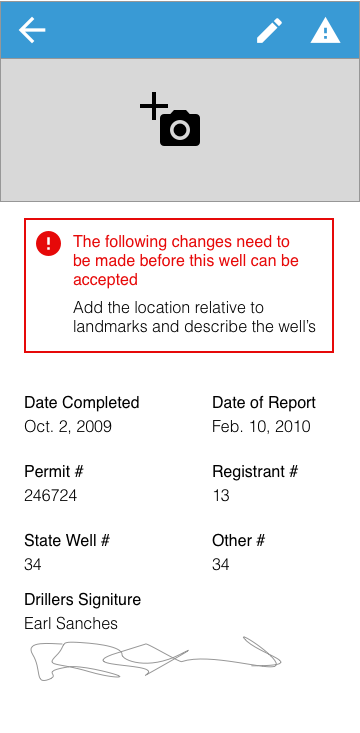 The following changes need to
be made before this well can be
accepted
Add the location relative to
landmarks and describe the well's
Date Completed
Date of Report
Oct. 2, 2009
Feb. 10, 2010
Permit #
Registrant #
246724
13
State Well #
Other #
34
34
Drillers Signiture
Earl Sanches